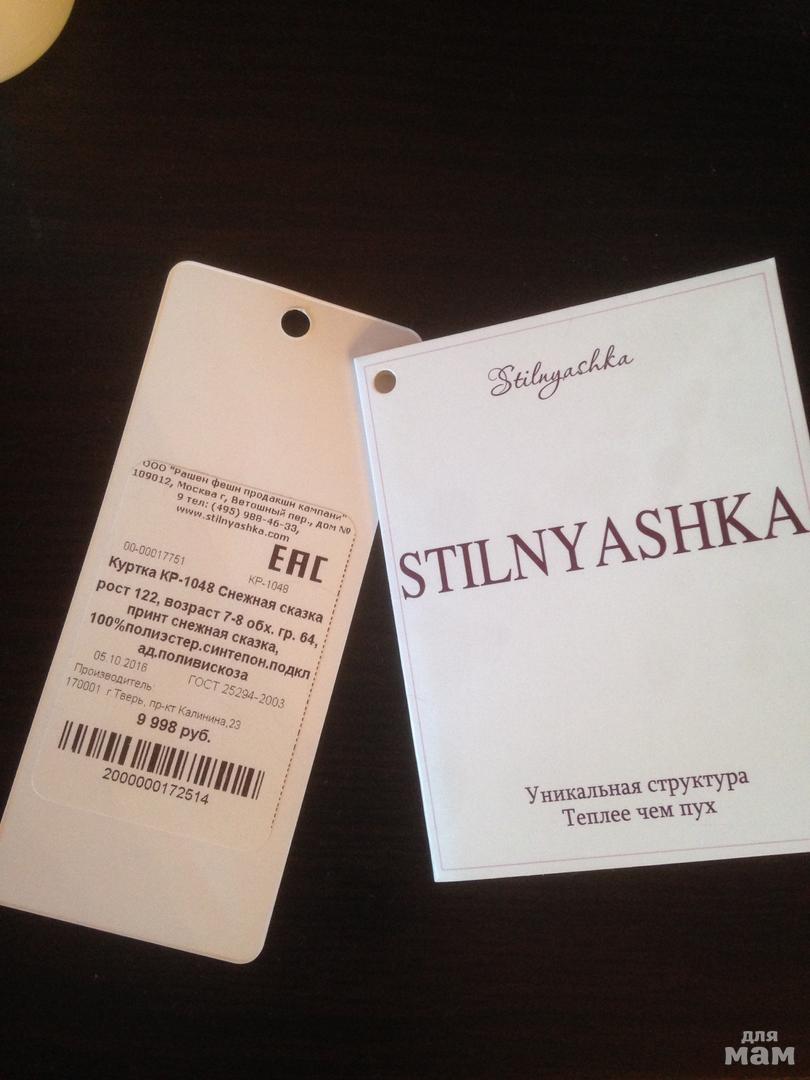 ООО "Рашен фешн продакшн кампани"
109012, Москва г, Ветошный пер., дом №
9 тел: (495) 988-46-33,
www.stilnyashka.com
EAC
00-00017751
КР-1048
Куртка КР-1048 Снежная сказка
рост 122, возраст 7-8 обх. гр. 64,
принт снежная сказка,
100%полиэстер.синтепон.подкл
ад.поливискоза
05.10.2016
ГОСТ 25294-2003
Производитель:
170001 г Тверь, пр-кт Калинина,23
9 998 руб.
2000000172514
Stilnyashka
STILNYASHKA
Уникальная структура
Теплее чем пух
для
мам